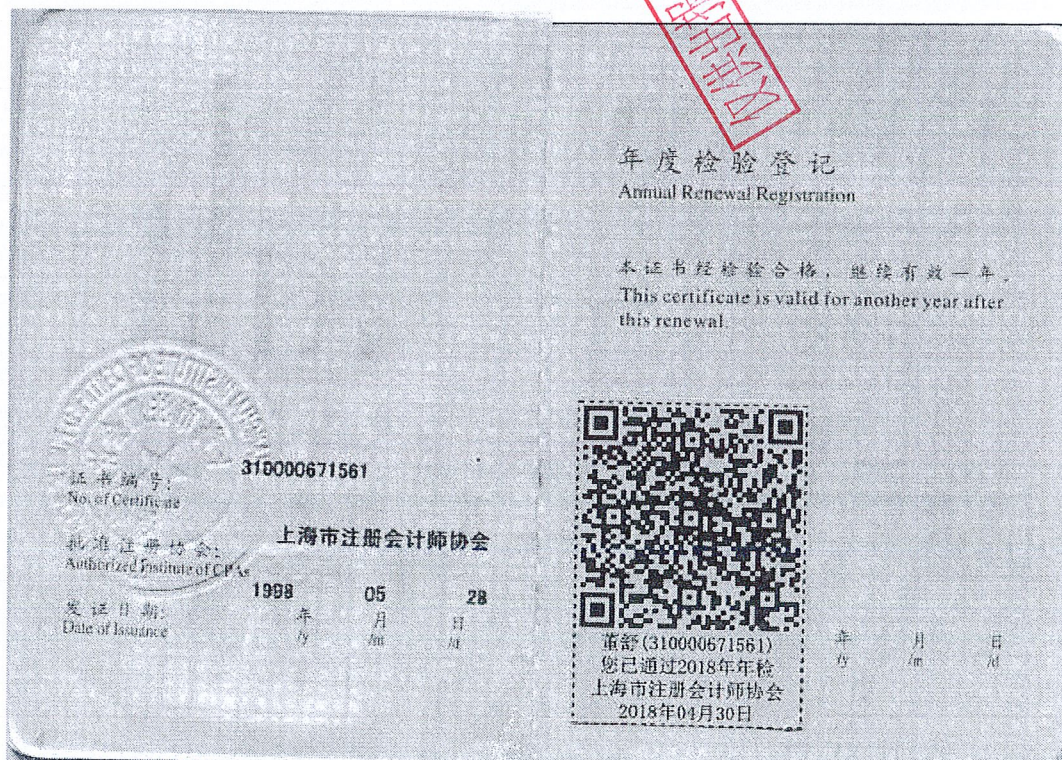 证书编号:
No. of Certificate
310000671561
批准注册协会:
Authorized Institute of CPAs
上海市注册会计师协会
发证日期:
Date of Issuance
1998 05 28
年 月 日
/y /m /d
年度检验登记
Annual Renewal Registration
本证书经检验合格，继续有效一年。
This certificate is valid for another year after
this renewal.
董舒(310000671561)
您已通过2018年年检
上海市注册会计师协会
2018年04月30日
年 月 日
/y /m /d